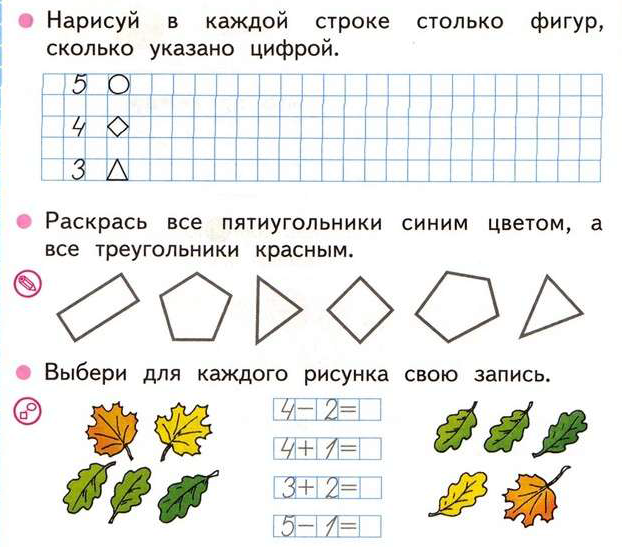 Нарисуй в каждой строке столько фигур,
сколько указано цифрой.
5
4
3
Раскрась все пятиугольники синим цветом, а
все треугольники красным.
Выбери для каждого рисунка свою запись.
4 − 2 =
4 + 1 =
3 + 2 =
5 − 1 =